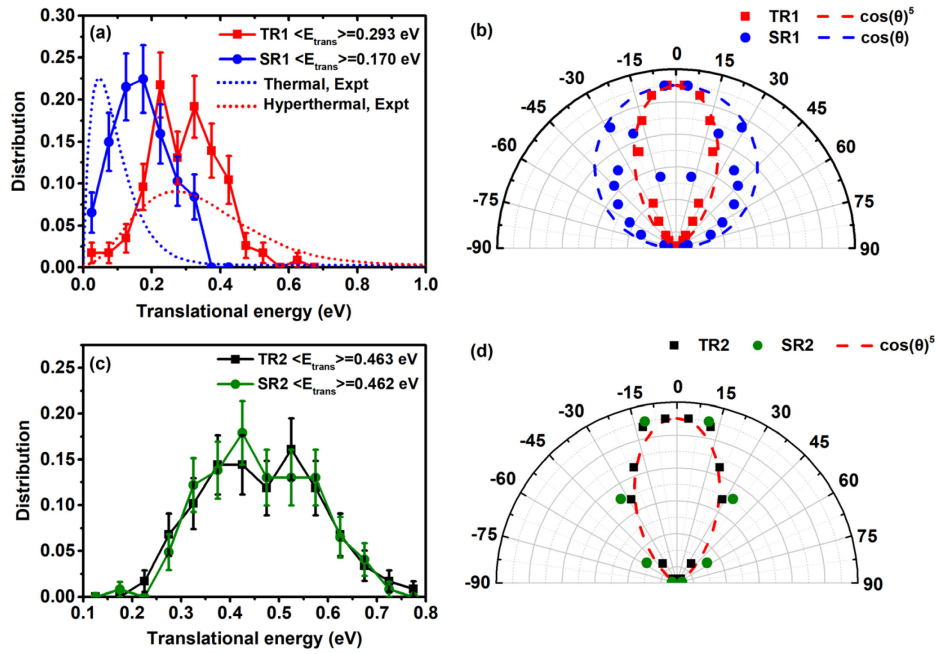 (a)
TR1 <E_trans>=0.293 eV
SR1 <E_trans>=0.170 eV
Thermal, Expt
Hyperthermal, Expt
0.25
0.20
0.15
0.10
0.05
0.00
Distribution
0.0 0.2 0.4 0.6 0.8 1.0
Translational energy (eV)
(b)
TR1 cos(θ)⁵
SR1 cos(θ)
-90 -75 -60 -45 -30 -15 0 15 30 45 60 75 90
(c)
TR2 <E_trans>=0.463 eV
SR2 <E_trans>=0.462 eV
0.25
0.20
0.15
0.10
0.05
0.00
Distribution
0.1 0.2 0.3 0.4 0.5 0.6 0.7 0.8
Translational energy (eV)
(d)
TR2 SR2 cos(θ)⁵
-90 -75 -60 -45 -30 -15 0 15 30 45 60 75 90